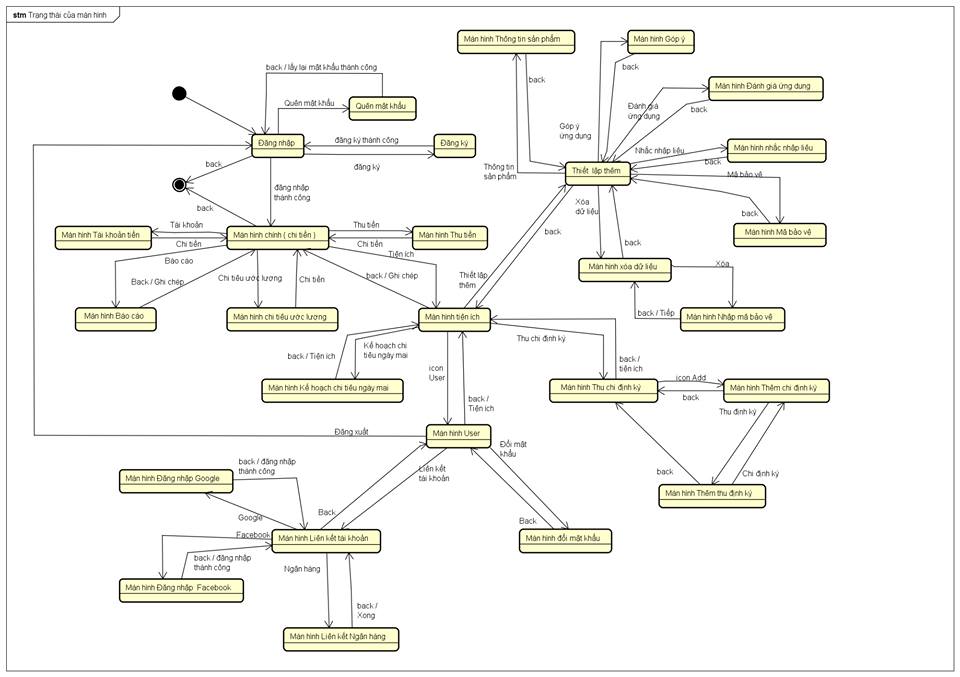 stm Trạng thái của màn hình
Màn hình Thông tin sản phẩm
Màn hình Góp ý
back / lấy lại mật khẩu thành công
back
back
Màn hình Đánh giá ứng dụng
Quên mật khẩu
Quên mật khẩu
Đánh giá
ứng dụng
back
Góp ý
ứng dụng
Đăng nhập
đăng ký thành công
Đăng ký
đăng ký
Nhắc nhập liệu
Màn hình nhắc nhập liệu
back
back
Thông tin
sản phẩm
Thiết lập thêm
Mã bảo vệ
đăng nhập
thành công
back
Xóa
dữ liệu
back
Màn hình Mã bảo vệ
Tài khoản
Thu tiền
Màn hình Tài khoản tiền
Chi tiền
Màn hình chính ( chi tiền )
Chi tiền
Màn hình Thu tiền
back
back
Tiện ích
Báo cáo
Màn hình xóa dữ liệu
Xóa
Back / Ghi chép
Chi tiêu ước lượng
Chi tiền
back / Ghi chép
Thiết lập
thêm
Màn hình Báo cáo
Màn hình chi tiêu ước lượng
Màn hình tiện ích
back / Tiếp
Màn hình Nhập mã bảo vệ
Thu chi định kỳ
back / Tiện ích
Kế hoạch chi
tiêu ngày mai
icon
User
back /
tiện ích
icon Add
Màn hình Kế hoạch chi tiêu ngày mai
Màn hình Thu chi định kỳ
Màn hình Thêm chi định kỳ
back
back /
Tiện ích
Thu định kỳ
Đăng xuất
Màn hình User
Đổi mật
khẩu
back / đăng nhập
thành công
Liên kết
tài khoản
back
Chi định kỳ
Màn hình Đăng nhập Google
Màn hình Thêm thu định kỳ
Google
Back
Back
Facebook
Màn hình Liên kết tài khoản
Màn hình đổi mật khẩu
back / đăng nhập
thành công
Ngân hàng
Màn hình Đăng nhập Facebook
back /
Xong
Màn hình Liên kết Ngân hàng